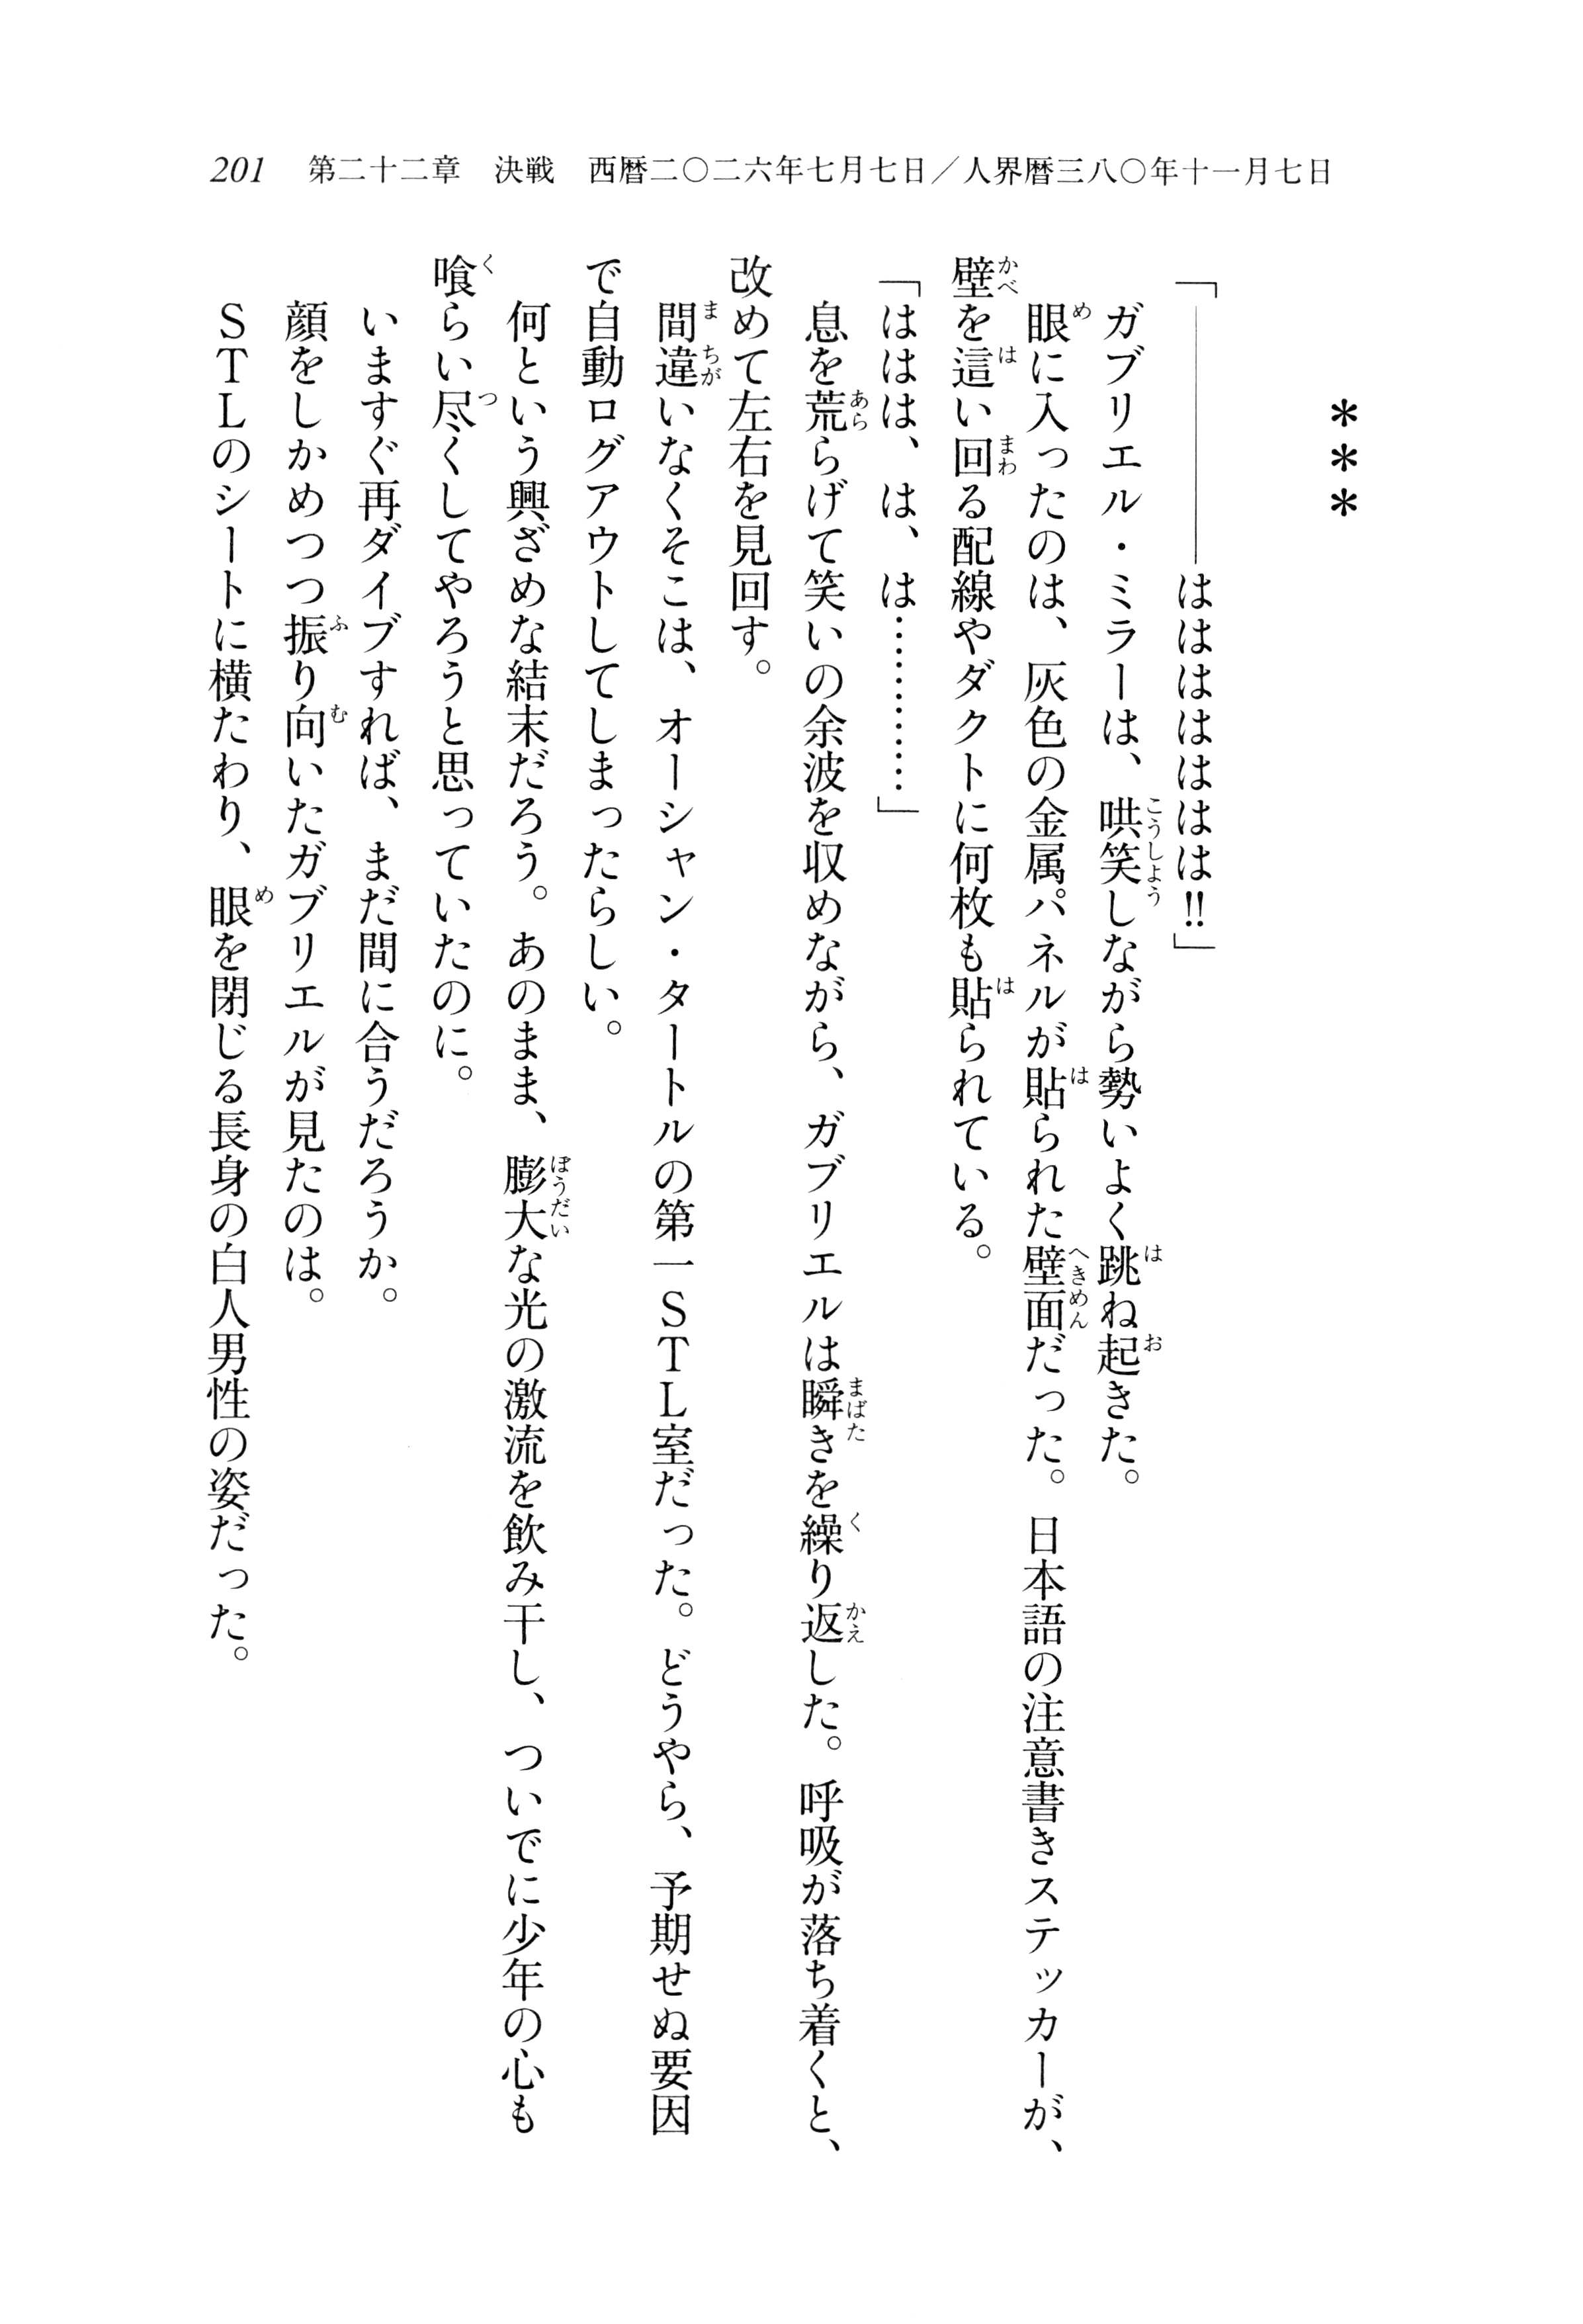 201　第二十二章　決戦　西暦二〇二六年七月七日／人界暦三八〇年十一月七日
＊＊＊
「――――――ははははははは!!」
ガブリエル・ミラーは、哄笑しながら勢いよく跳ね起きた。
眼に入ったのは、灰色の金属パネルが貼られた壁面だった。日本語の注意書きステッカーが、
壁を這い回る配線やダクトに何枚も貼られている。
「ははは、は、は…………」
息を荒らげて笑いの余波を収めながら、ガブリエルは瞬きを繰り返した。呼吸が落ち着くと、
改めて左右を見回す。
間違いなくそこは、オーシャン・タートルの第一ＳＴＬ室だった。どうやら、予期せぬ要因
で自動ログアウトしてしまったらしい。
何という興ざめな結末だろう。あのまま、膨大な光の激流を飲み干し、ついでに少年の心も
喰らい尽くしてやろうと思っていたのに。
いますぐ再ダイブすれば、まだ間に合うだろうか。
顔をしかめつつ振り向いたガブリエルが見たのは。
ＳＴＬのシートに横たわり、眼を閉じる長身の白人男性の姿だった。